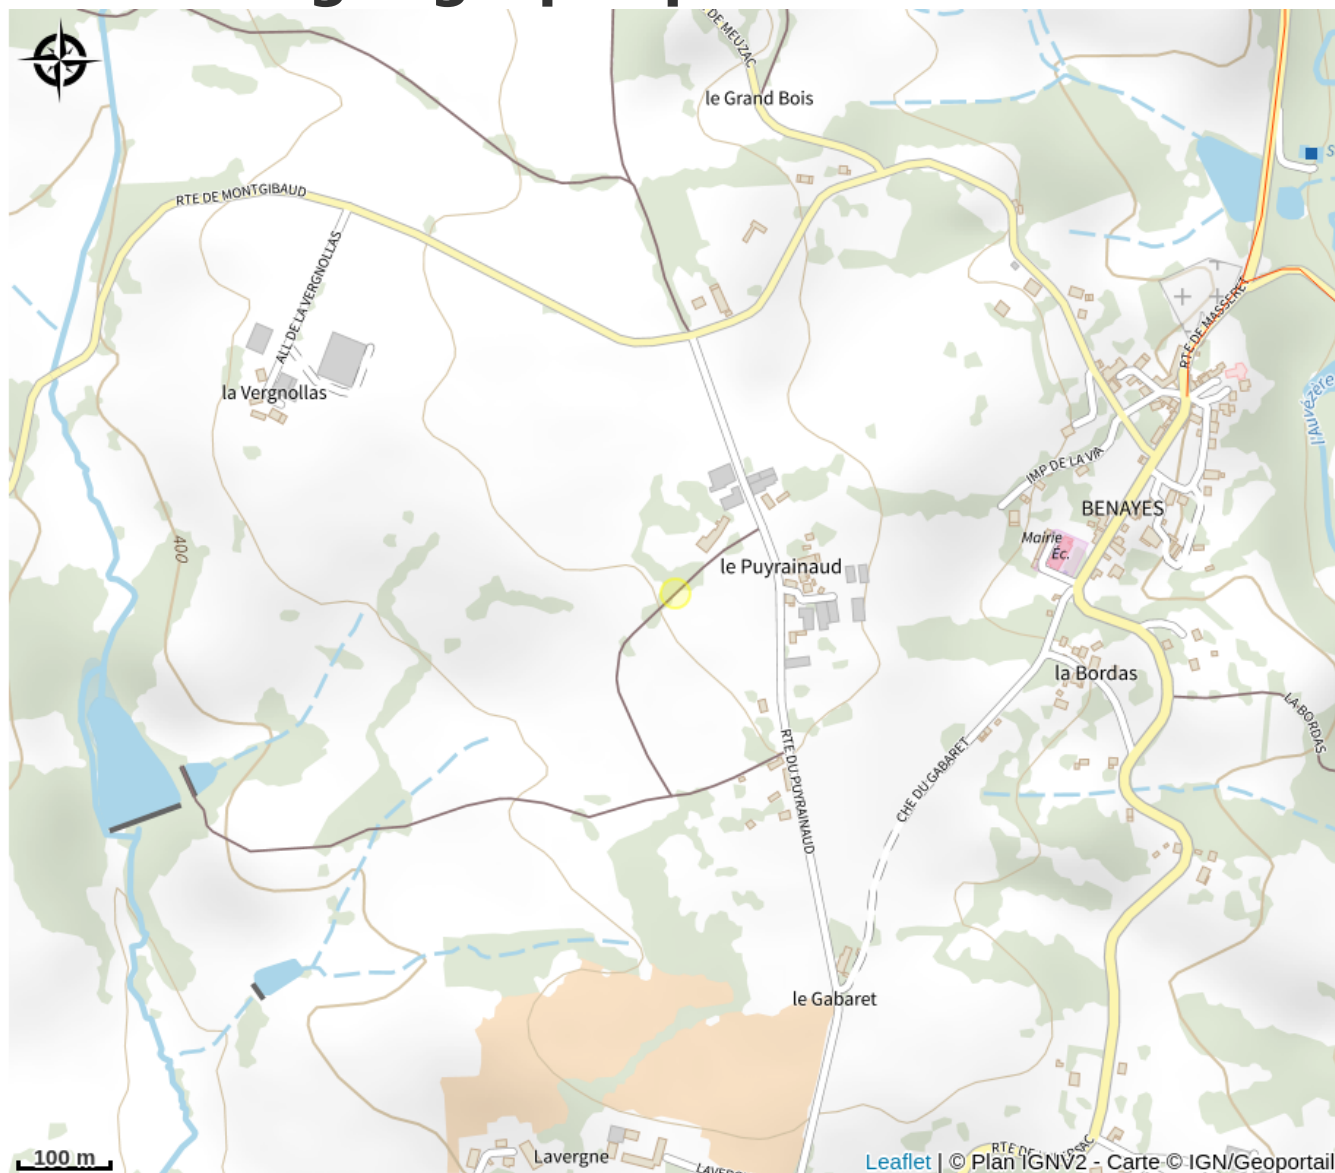 DE MEUZAC
le Grand Bois
RTE DE MONTGIBAUD
ALL DE LA VERGNOLLAS
RTE DE MASSERET
la Vergnollas
l'Auvézère
IMP DE LA VIA
BENAYES
Mairie
Éc.
400
le Puyrainaud
la Bordas
LA BORDAS
RTE DU PUYRAINAUD
CHE DU GABARET
le Gabaret
Lavergne
100 m
Leaflet | © Plan IGNV2 - Carte © IGN/Geoportail